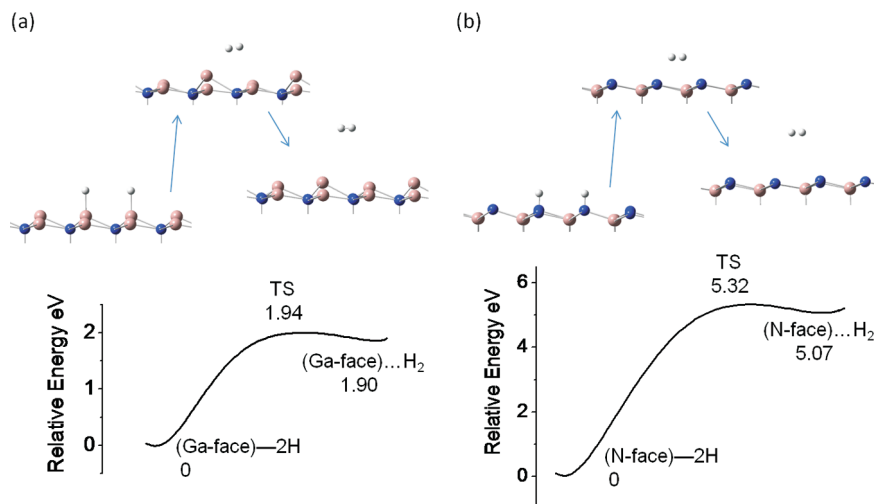 (a)
Relative Energy eV
2
1
0
TS
1.94
(Ga-face)...H₂
1.90
(Ga-face)—2H
0
(b)
Relative Energy eV
6
4
2
0
TS
5.32
(N-face)...H₂
5.07
(N-face)—2H
0